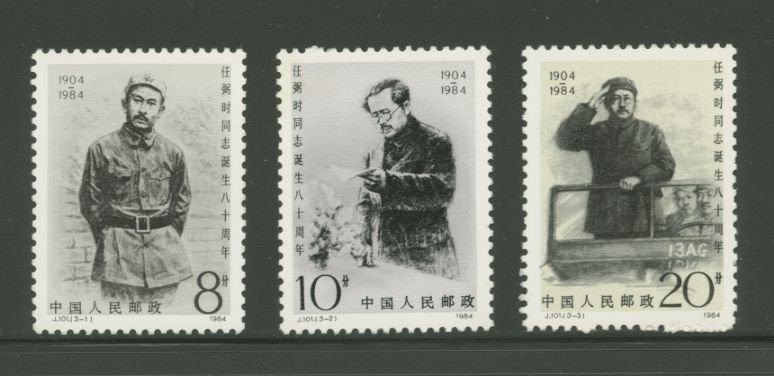 1904
-
1984
任弼时同志诞生八十周年
8分
中国人民邮政
J.101.(3-1)
1984
1904
-
1984
任弼时同志诞生八十周年
10分
中国人民邮政
J.101.(3-2)
1984
1904
-
1984
任弼时同志诞生八十周年
13AG
中国人民邮政
20分
J.101.(3-3)
1984